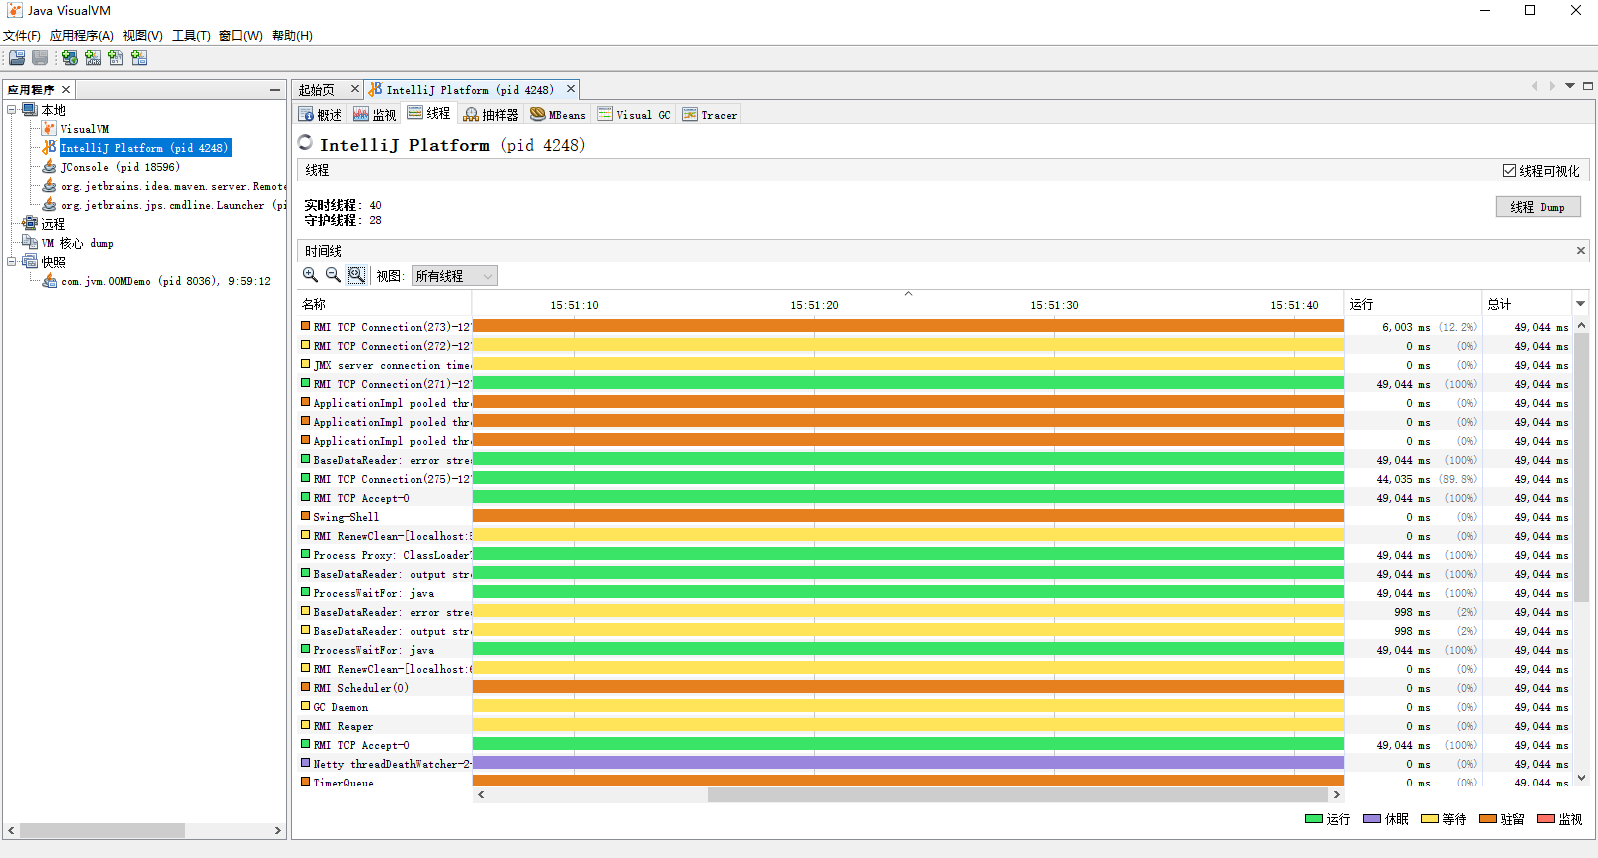 Java VisualVM
文件(F) 应用程序(A) 视图(V) 工具(T) 窗口(W) 帮助(H)
应用程序
本地
VisualVM
IntelliJ Platform (pid 4248)
JConsole (pid 18596)
org.jetbrains.idea.maven.server.Remote
org.jetbrains.jps.cmdline.Launcher (pi
远程
VM 核心 dump
快照
com.jvm.OOMDemo (pid 8036), 9:59:12
起始页 IntelliJ Platform (pid 4248)
概述 监视 线程 抽样器 MBeans Visual GC Tracer
IntelliJ Platform (pid 4248)
线程 线程可视化
实时线程: 40
守护线程: 28
线程 Dump
时间线
视图: 所有线程
名称 15:51:10 15:51:20 15:51:30 15:51:40 运行 总计
RMI TCP Connection(273)-127 6,003 ms (12.2%) 49,044 ms
RMI TCP Connection(272)-127 0 ms (0%) 49,044 ms
JMX server connection timeo 0 ms (0%) 49,044 ms
RMI TCP Connection(271)-127 49,044 ms (100%) 49,044 ms
ApplicationImpl pooled thre 0 ms (0%) 49,044 ms
ApplicationImpl pooled thre 0 ms (0%) 49,044 ms
ApplicationImpl pooled thre 0 ms (0%) 49,044 ms
BaseDataReader: error strea 49,044 ms (100%) 49,044 ms
RMI TCP Connection(275)-127 44,035 ms (89.8%) 49,044 ms
RMI TCP Accept-0 49,044 ms (100%) 49,044 ms
Swing-Shell 0 ms (0%) 49,044 ms
RMI RenewClean-[localhost:5 0 ms (0%) 49,044 ms
Process Proxy: ClassLoader 49,044 ms (100%) 49,044 ms
BaseDataReader: output stre 49,044 ms (100%) 49,044 ms
ProcessWaitFor: java 49,044 ms (100%) 49,044 ms
BaseDataReader: error strea 998 ms (2%) 49,044 ms
BaseDataReader: output stre 998 ms (2%) 49,044 ms
ProcessWaitFor: java 49,044 ms (100%) 49,044 ms
RMI RenewClean-[localhost:6 0 ms (0%) 49,044 ms
RMI Scheduler(0) 0 ms (0%) 49,044 ms
GC Daemon 0 ms (0%) 49,044 ms
RMI Reaper 0 ms (0%) 49,044 ms
RMI TCP Accept-0 49,044 ms (100%) 49,044 ms
Netty threadDeathWatcher-2- 0 ms (0%) 49,044 ms
TimerQueue 0 ms (0%) 49,044 ms
运行 休眠 等待 驻留 监视